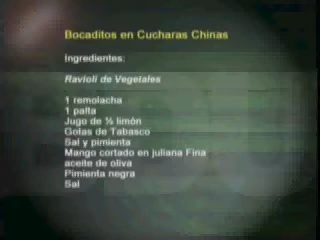 Bocaditos en Cucharas Chinas
Ingredientes:
Ravioli de Vegetales
1 remolacha
1 palta
Jugo de ½ limón
Gotas de Tabasco
Sal y pimienta
Mango cortado en juliana Fina
aceite de oliva
Pimienta negra
Sal